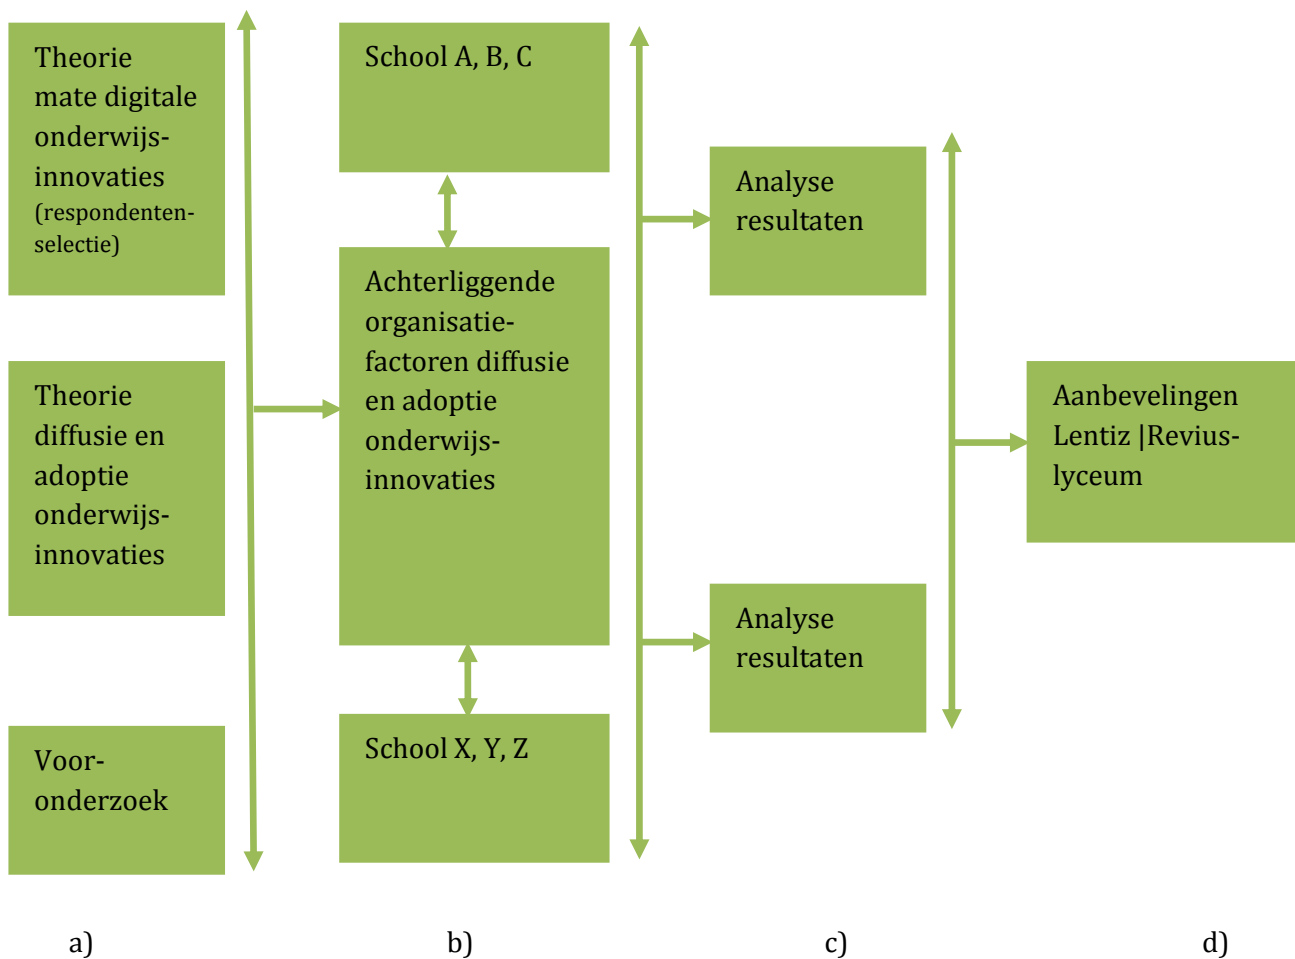 Theorie
mate digitale
onderwijs-
innovaties
(respondenten-
selectie)
Theorie
diffusie en
adoptie
onderwijs-
innovaties
Voor-
onderzoek
School A, B, C
Achterliggende
organisatie-
factoren diffusie
en adoptie
onderwijs-
innovaties
School X, Y, Z
Analyse
resultaten
Analyse
resultaten
Aanbevelingen
Lentiz |Revius-
lyceum
a)
b)
c)
d)